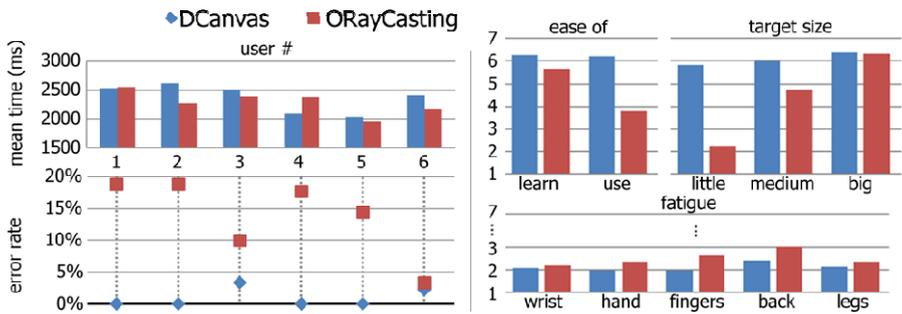 DCanvas ORayCasting
user #
mean time (ms)
3000
2500
2000
1500
1 2 3 4 5 6
error rate
20%
15%
10%
5%
0%
ease of target size
7
6
5
4
3
2
1
learn use little medium big
fatigue
7
⋮ ⋮
3
2
1
wrist hand fingers back legs